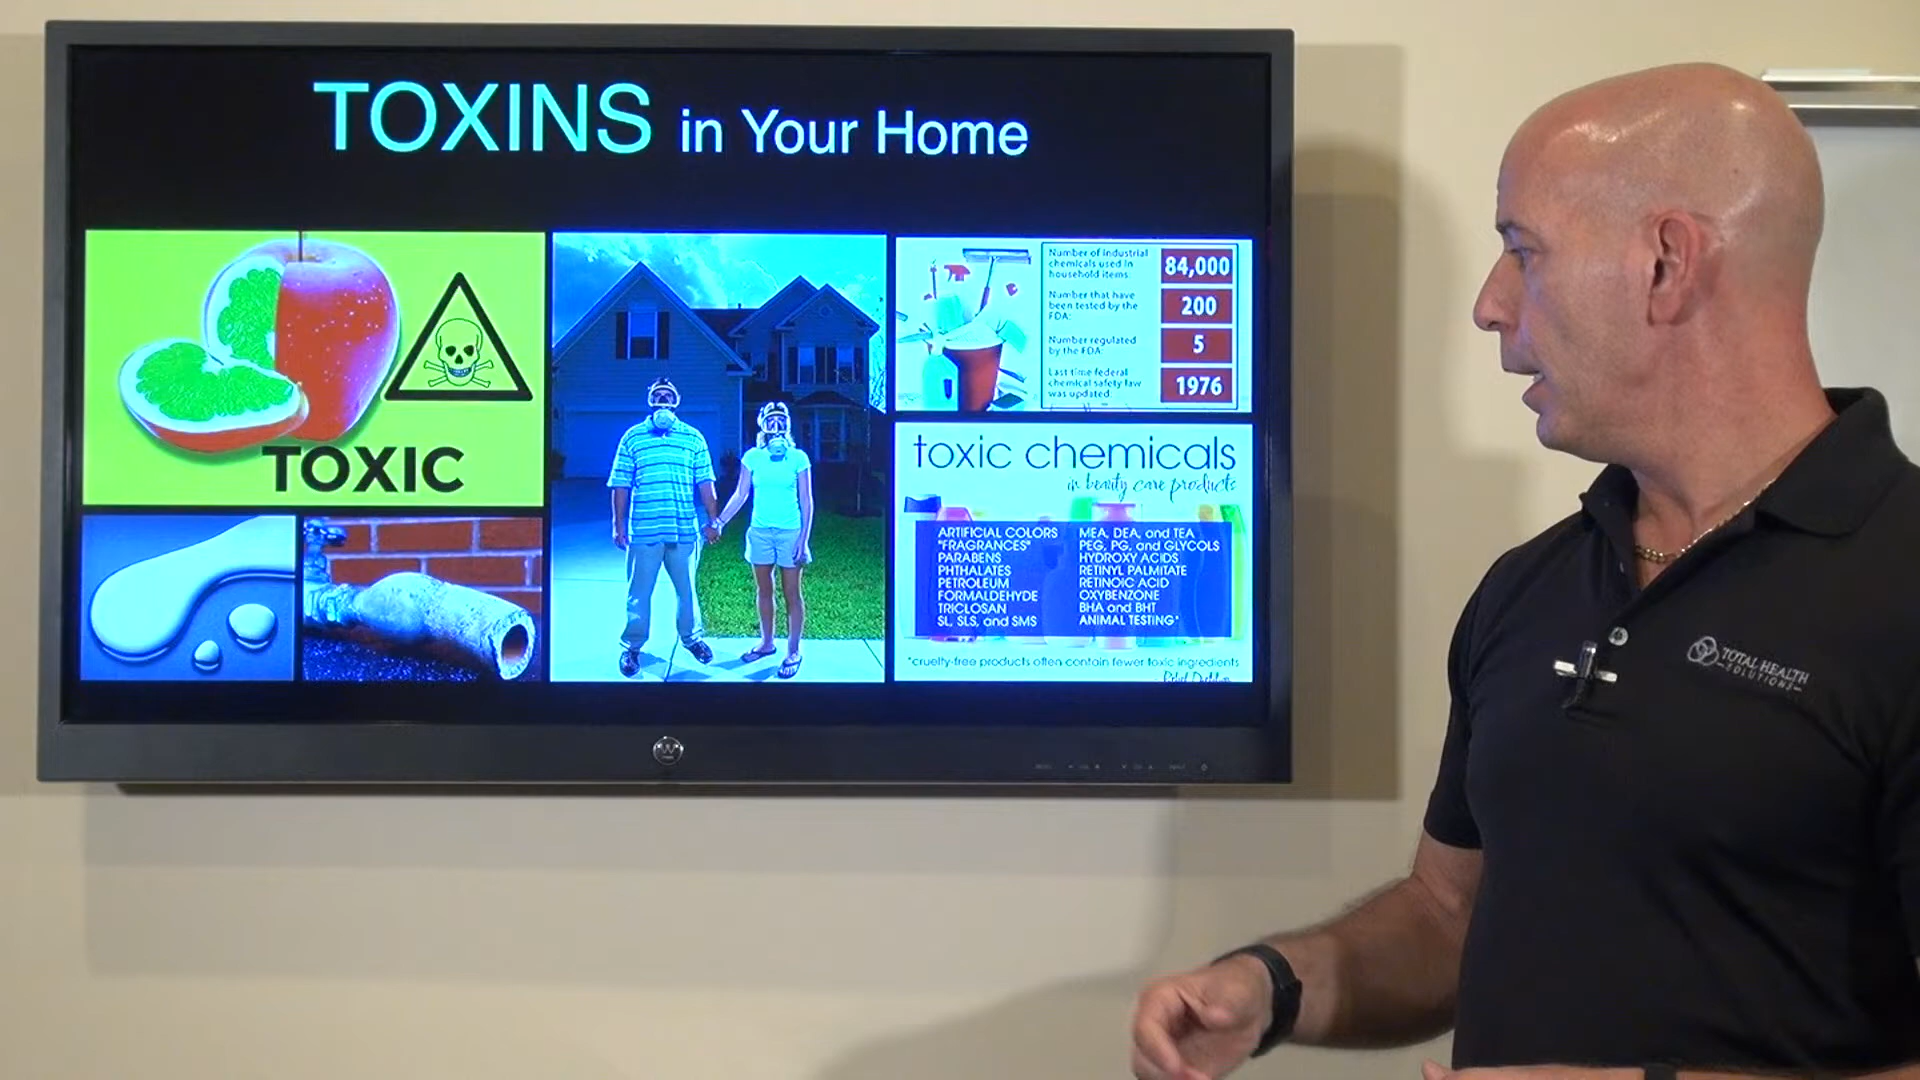 TOXINS in Your Home
TOXIC
Number of industrial
chemicals used in
household items:
84,000
Number that have
been tested by the
FDA:
200
Number regulated
by the FDA:
5
Last time federal
chemical safety law
was updated:
1976
toxic chemicals
in beauty care products
ARTIFICIAL COLORS
"FRAGRANCES"
PARABENS
PHTHALATES
PETROLEUM
FORMALDEHYDE
TRICLOSAN
SL, SLS, and SMS
MEA, DEA, and TEA
PEG, PG, and GLYCOLS
HYDROXY ACIDS
RETINYL PALMITATE
RETINOIC ACID
OXYBENZONE
BHA and BHT
ANIMAL TESTING*
*cruelty-free products often contain fewer toxic ingredients
W
TOTAL HEALTH
SOLUTIONS